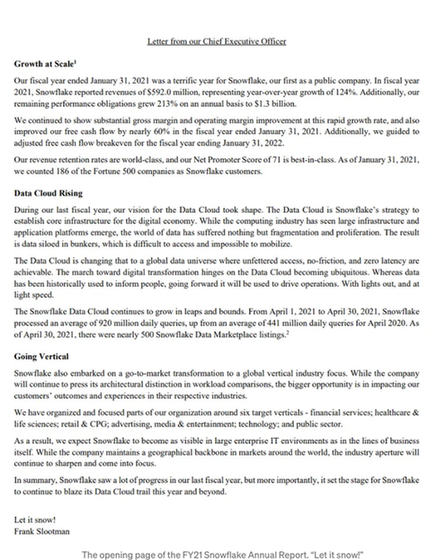 Letter from our Chief Executive Officer
Growth at Scale¹
Our fiscal year ended January 31, 2021 was a terrific year for Snowflake, our first as a public company. In fiscal year
2021, Snowflake reported revenues of $592.0 million, representing year-over-year growth of 124%. Additionally, our
remaining performance obligations grew 213% on an annual basis to $1.3 billion.
We continued to show substantial gross margin and operating margin improvement at this rapid growth rate, and also
improved our free cash flow by nearly 60% in the fiscal year ended January 31, 2021. Additionally, we guided to
adjusted free cash flow breakeven for the fiscal year ending January 31, 2022.
Our revenue retention rates are world-class, and our Net Promoter Score of 71 is best-in-class. As of January 31, 2021,
we counted 186 of the Fortune 500 companies as Snowflake customers.
Data Cloud Rising
During our last fiscal year, our vision for the Data Cloud took shape. The Data Cloud is Snowflake's strategy to
establish core infrastructure for the digital economy. While the computing industry has seen large infrastructure and
application platforms emerge, the world of data has suffered nothing but fragmentation and proliferation. The result
is data siloed in bunkers, which is difficult to access and impossible to mobilize.
The Data Cloud is changing that to a global data universe where unfettered access, no-friction, and zero latency are
achievable. The march toward digital transformation hinges on the Data Cloud becoming ubiquitous. Whereas data
has been historically used to inform people, going forward it will be used to drive operations. With lights out, and at
light speed.
The Snowflake Data Cloud continues to grow in leaps and bounds. From April 1, 2021 to April 30, 2021, Snowflake
processed an average of 920 million daily queries, up from an average of 441 million daily queries for April 2020. As
of April 30, 2021, there were nearly 500 Snowflake Data Marketplace listings.²
Going Vertical
Snowflake also embarked on a go-to-market transformation to a global vertical industry focus. While the company
will continue to press its architectural distinction in workload comparisons, the bigger opportunity is in impacting our
customers' outcomes and experiences in their respective industries.
We have organized and focused parts of our organization around six target verticals - financial services; healthcare &
life sciences; retail & CPG; advertising, media & entertainment; technology; and public sector.
As a result, we expect Snowflake to become as visible in large enterprise IT environments as in the lines of business
itself. While the company maintains a geographical backbone in markets around the world, the industry aperture will
continue to sharpen and come into focus.
In summary, Snowflake saw a lot of progress in our last fiscal year, but more importantly, it set the stage for Snowflake
to continue to blaze its Data Cloud trail this year and beyond.
Let it snow!
Frank Slootman
The opening page of the FY21 Snowflake Annual Report. "Let it snow!"